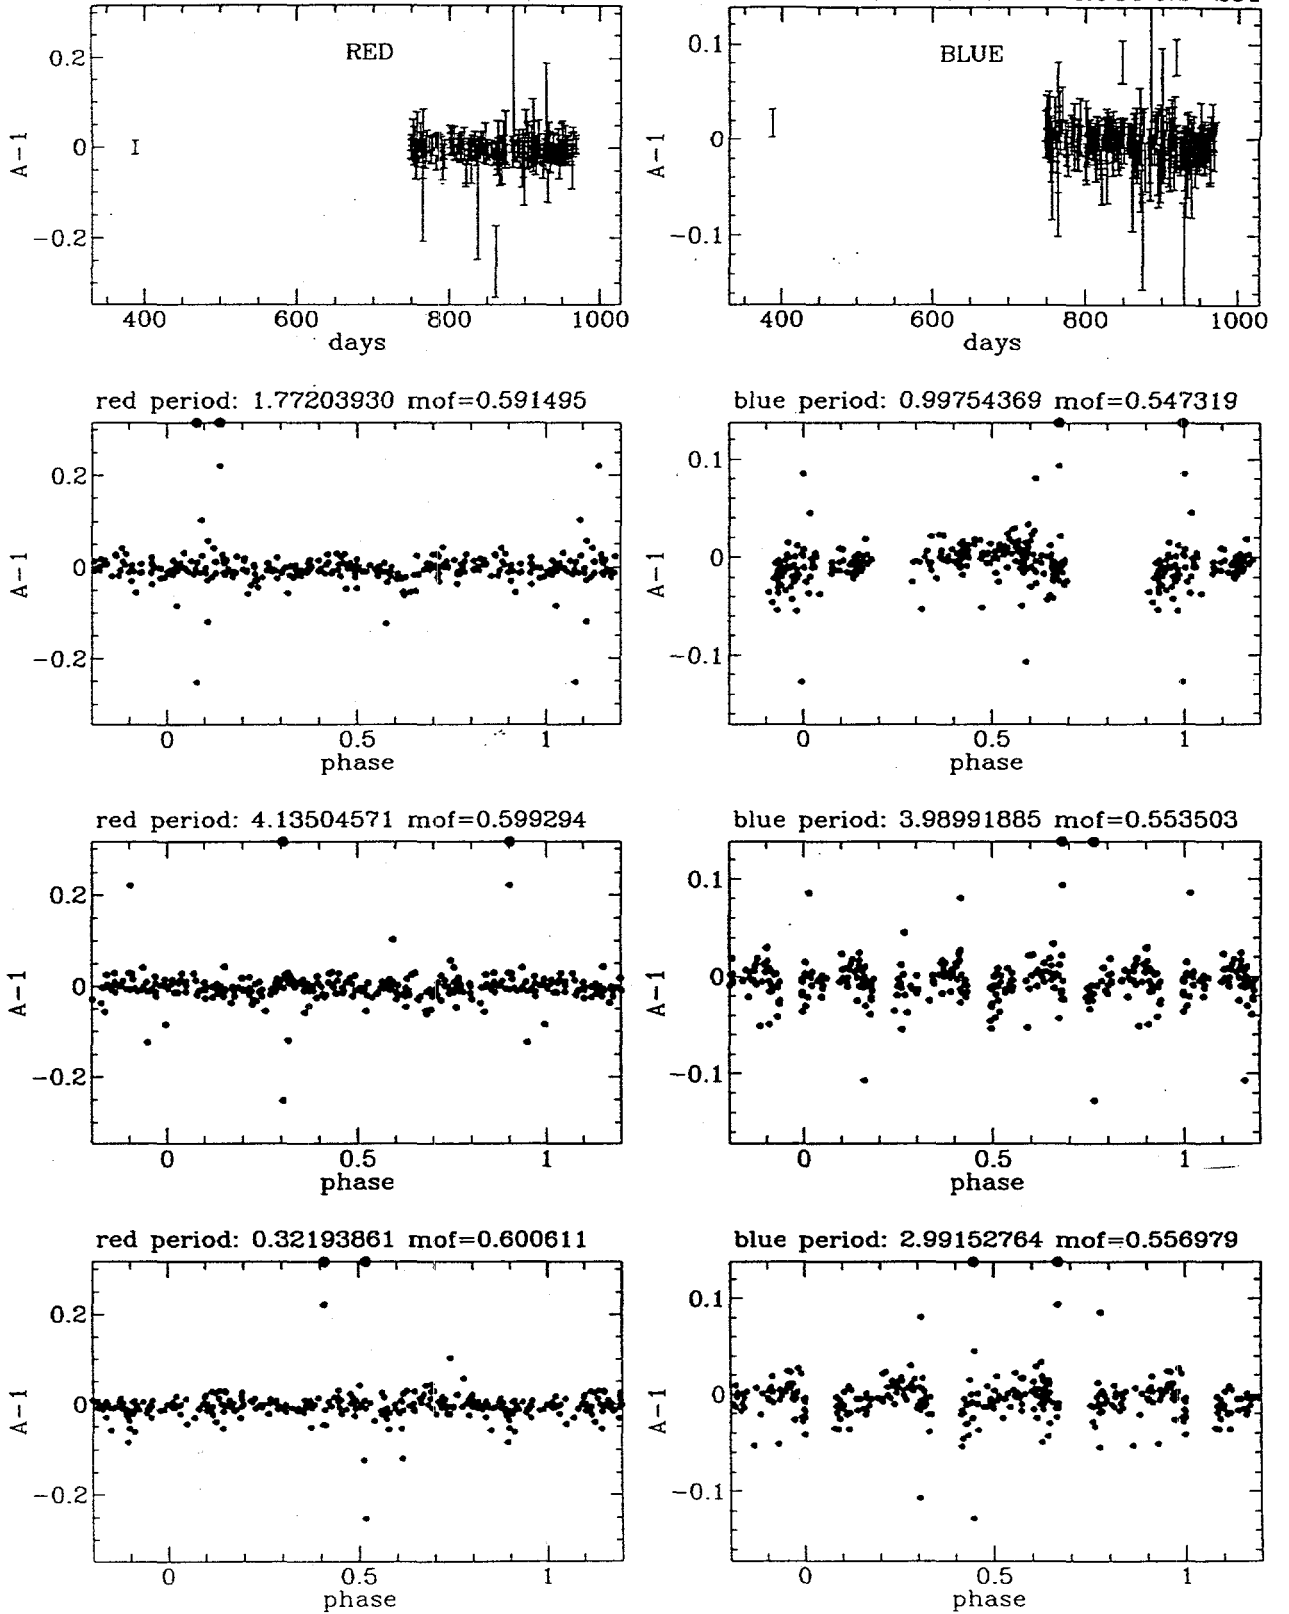 RED
BLUE
0.2
0
−0.2
A−1
400
600
800
1000
days
0.1
0
−0.1
A−1
400
600
800
1000
days
red period: 1.77203930 mof=0.591495
0.2
0
−0.2
A−1
0
0.5
1
phase
blue period: 0.99754369 mof=0.547319
0.1
0
−0.1
A−1
0
0.5
1
phase
red period: 4.13504571 mof=0.599294
0.2
0
−0.2
A−1
0
0.5
1
phase
blue period: 3.98991885 mof=0.553503
0.1
0
−0.1
A−1
0
0.5
1
phase
red period: 0.32193861 mof=0.600611
0.2
0
−0.2
A−1
0
0.5
1
phase
blue period: 2.99152764 mof=0.556979
0.1
0
−0.1
A−1
0
0.5
1
phase